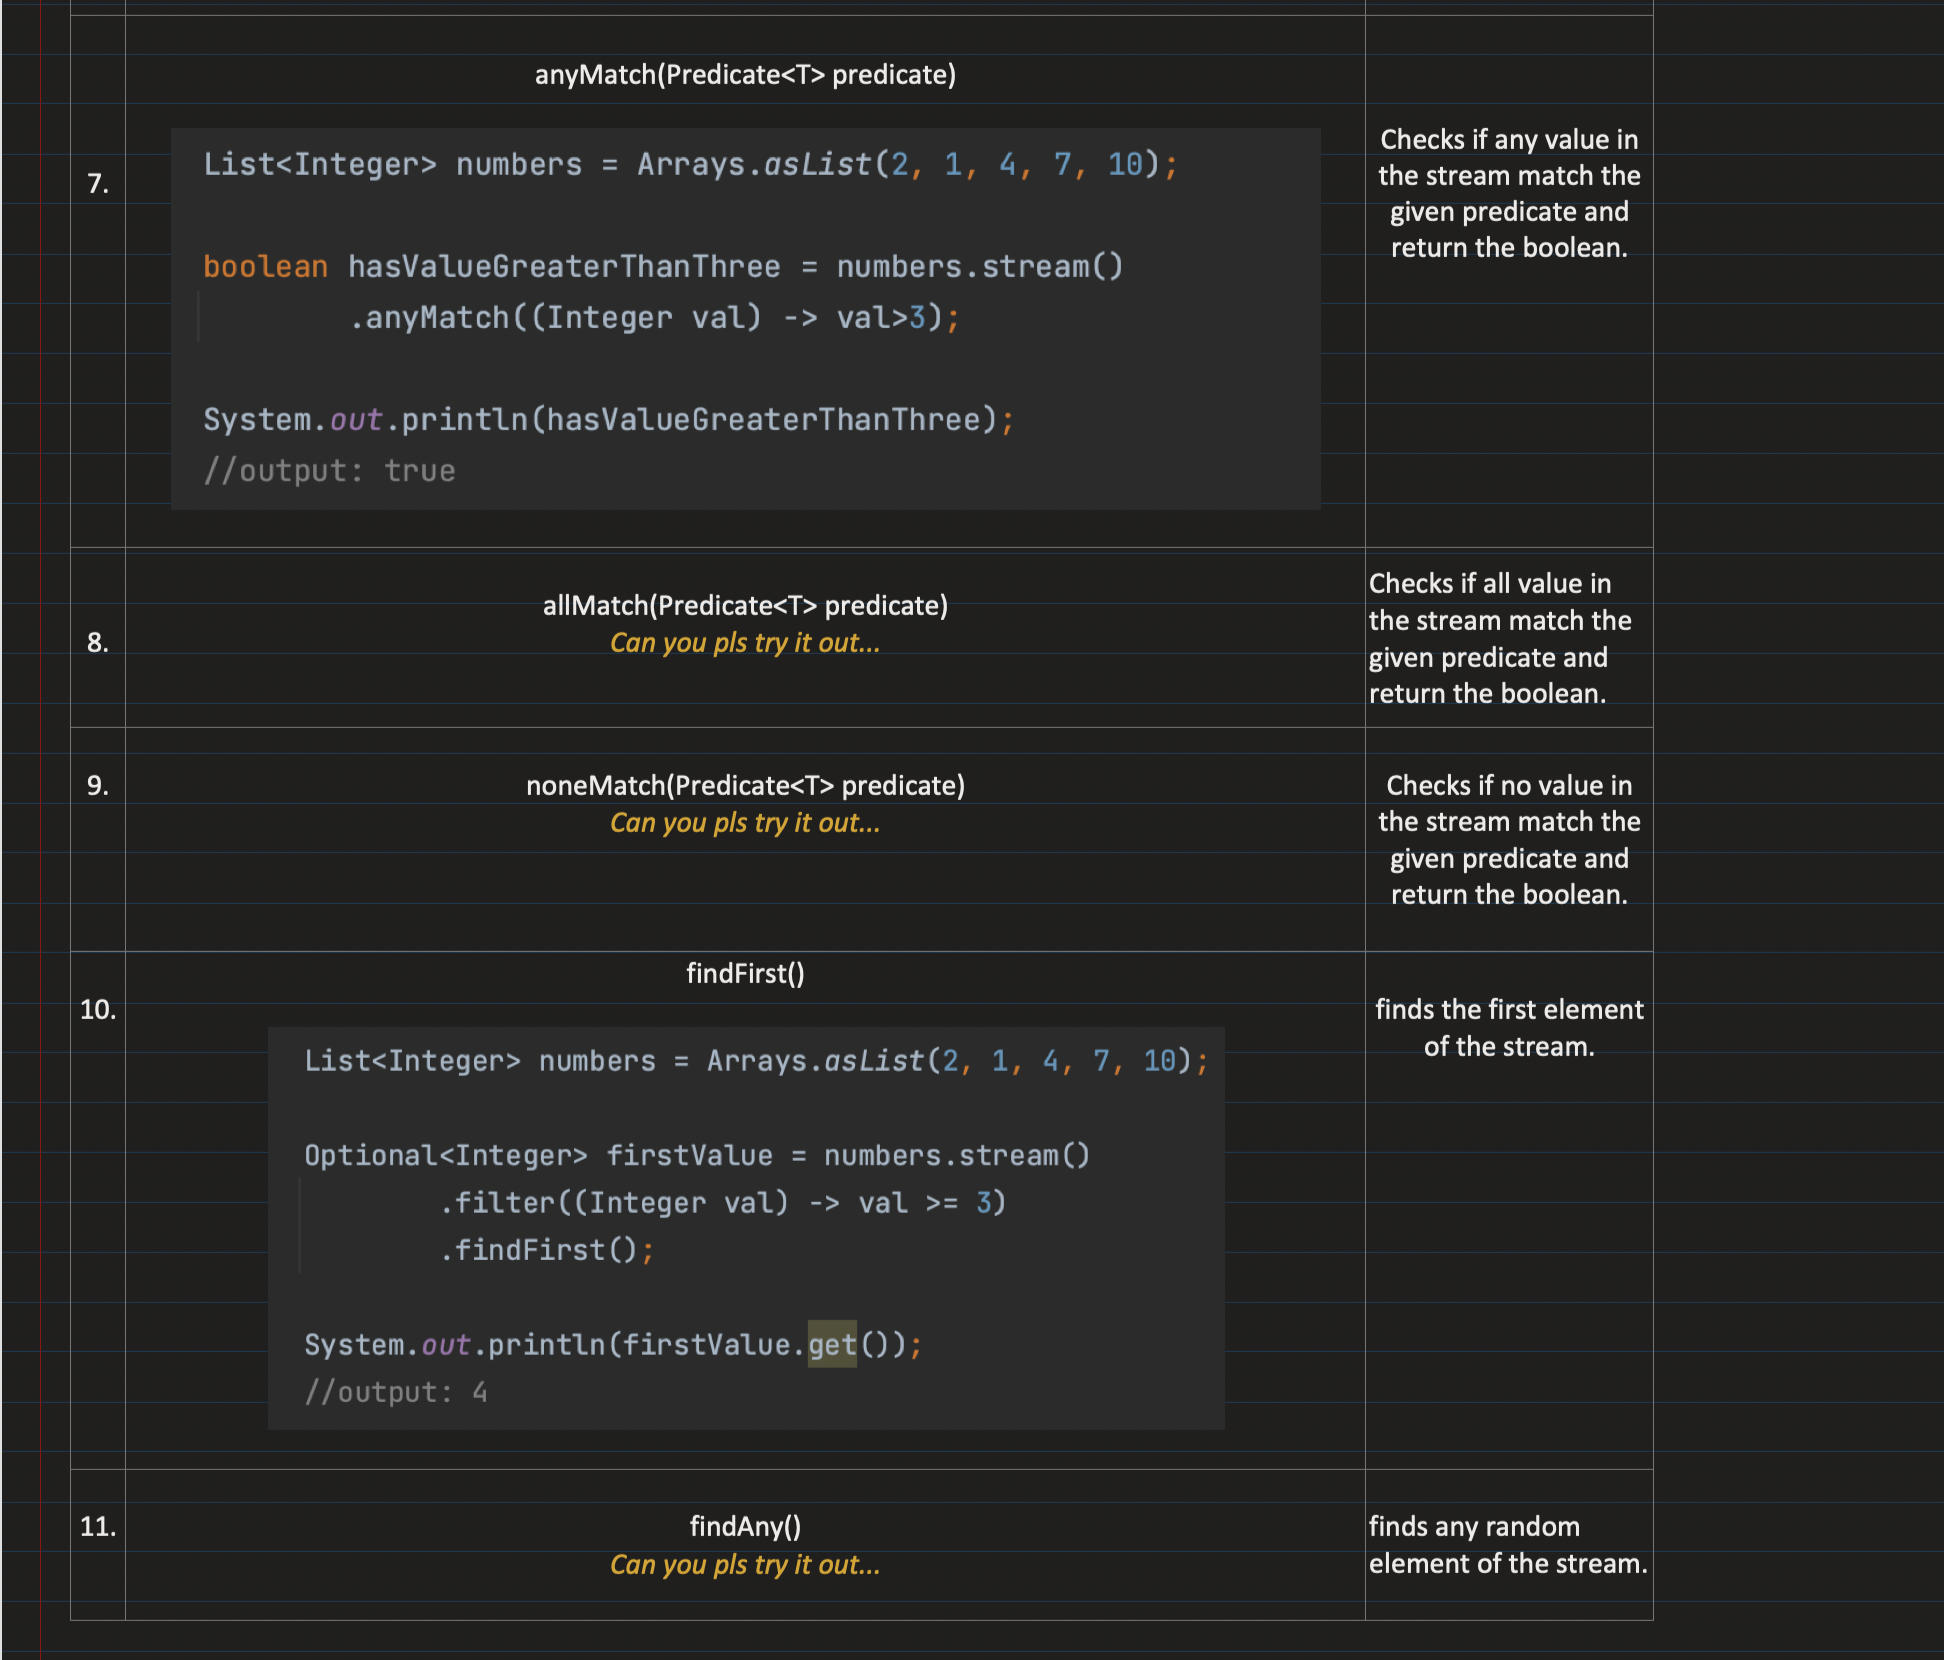 anyMatch(Predicate<T> predicate)
7.
List<Integer> numbers = Arrays.asList(2, 1, 4, 7, 10);
boolean hasValueGreaterThanThree = numbers.stream()
.anyMatch((Integer val) -> val>3);
System.out.println(hasValueGreaterThanThree);
//output: true
Checks if any value in
the stream match the
given predicate and
return the boolean.
8.
allMatch(Predicate<T> predicate)
Can you pls try it out...
Checks if all value in
the stream match the
given predicate and
return the boolean.
9.
noneMatch(Predicate<T> predicate)
Can you pls try it out...
Checks if no value in
the stream match the
given predicate and
return the boolean.
10.
findFirst()
List<Integer> numbers = Arrays.asList(2, 1, 4, 7, 10);
Optional<Integer> firstValue = numbers.stream()
.filter((Integer val) -> val >= 3)
.findFirst();
System.out.println(firstValue.get());
//output: 4
finds the first element
of the stream.
11.
findAny()
Can you pls try it out...
finds any random
element of the stream.